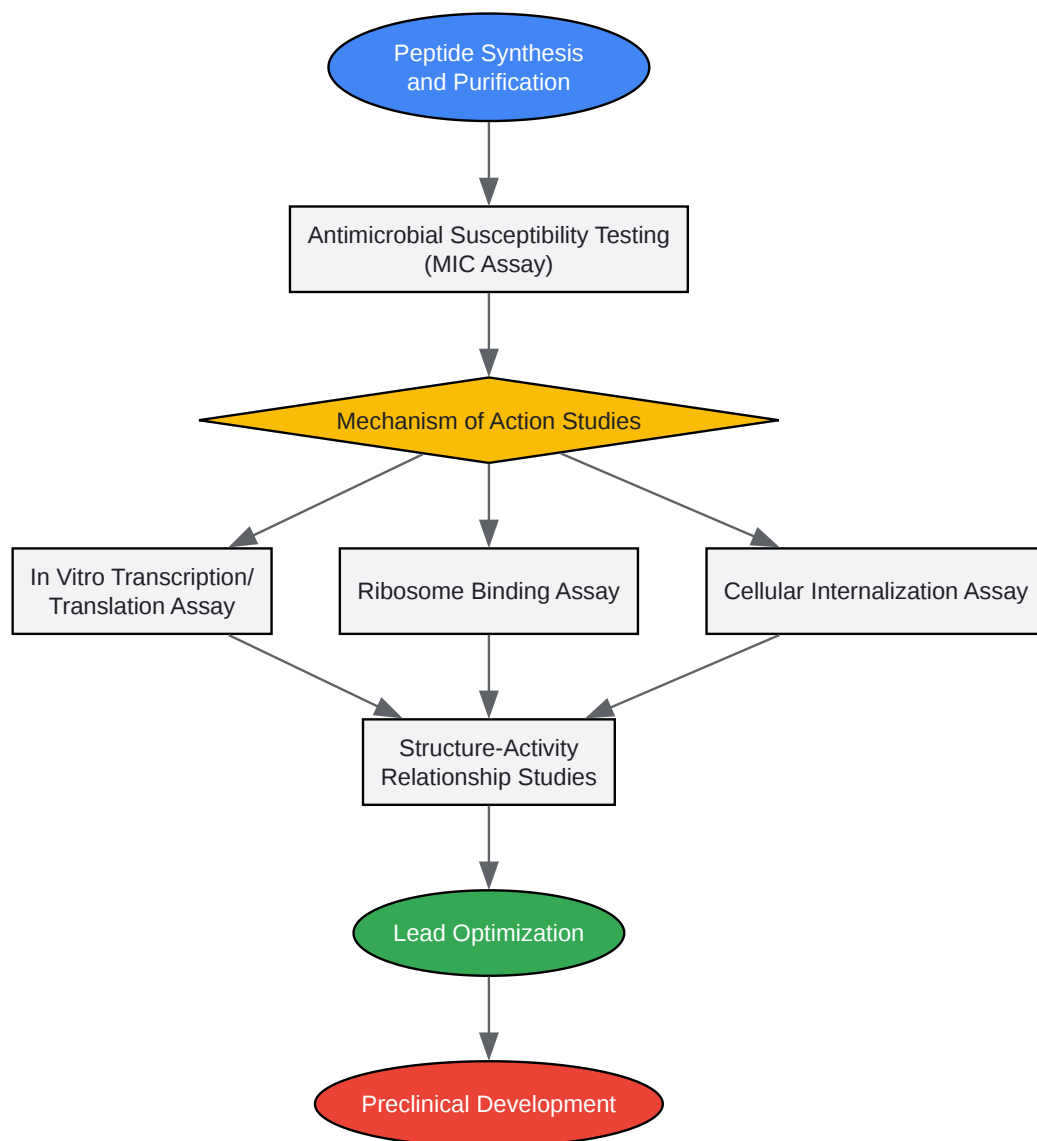 Peptide Synthesis
and Purification
Antimicrobial Susceptibility Testing
(MIC Assay)
Mechanism of Action Studies
In Vitro Transcription/
Translation Assay
Ribosome Binding Assay
Cellular Internalization Assay
Structure-Activity
Relationship Studies
Lead Optimization
Preclinical Development